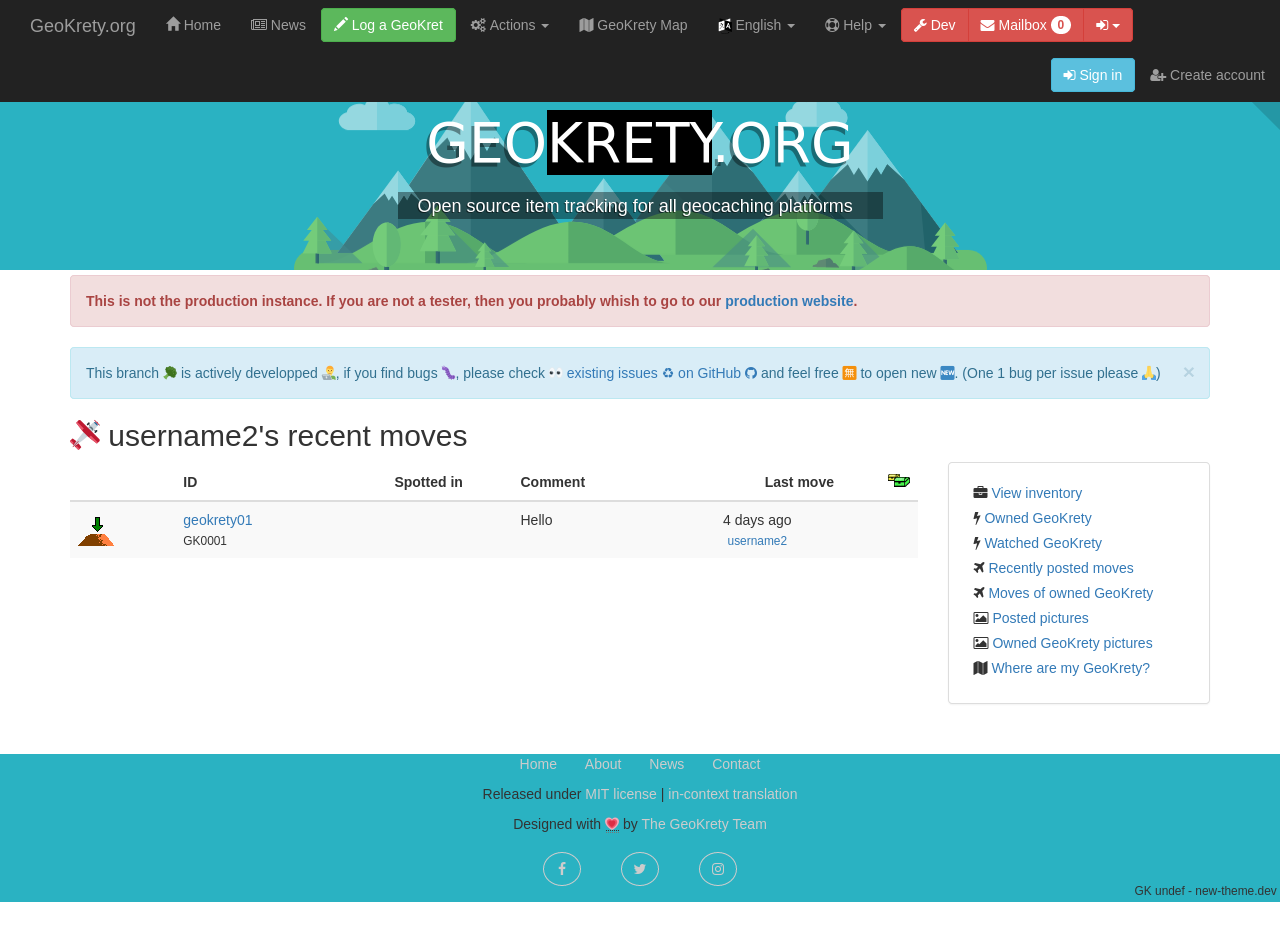 GeoKrety.org Home News Log a GeoKret Actions GeoKrety Map English Help Dev Mailbox 0
Sign in Create account
GEOKRETY.ORG
Open source item tracking for all geocaching platforms
This is not the production instance. If you are not a tester, then you probably whish to go to our production website.
This branch 🥦 is actively developped 👨‍🔬, if you find bugs 🐛, please check 👀 existing issues ♻ on GitHub and feel free 🈚 to open new 🆕. (One 1 bug per issue please 🙏) ×
username2's recent moves
ID Spotted in Comment Last move
geokrety01 Hello 4 days ago
GK0001 username2
View inventory
Owned GeoKrety
Watched GeoKrety
Recently posted moves
Moves of owned GeoKrety
Posted pictures
Owned GeoKrety pictures
Where are my GeoKrety?
Home About News Contact
Released under MIT license | in-context translation
Designed with 💓 by The GeoKrety Team
GK undef - new-theme.dev